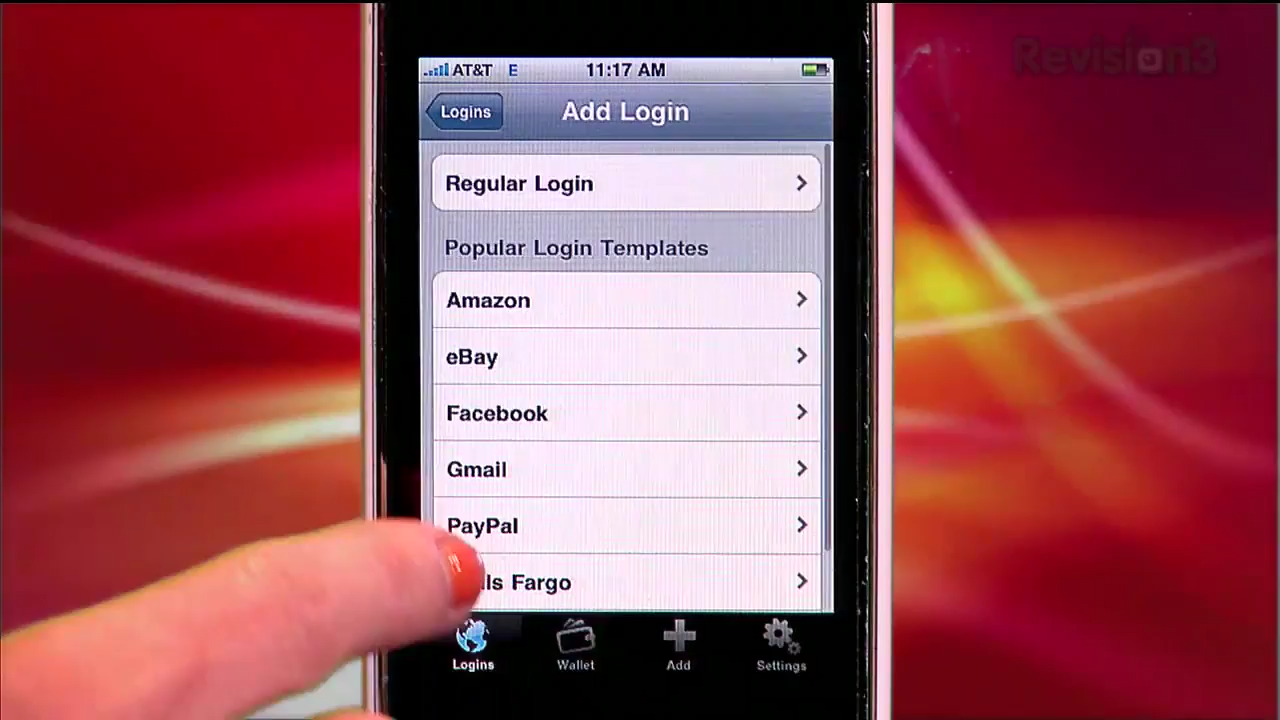 Revision3
AT&T E 11:17 AM
Logins Add Login
Regular Login
Popular Login Templates
Amazon
eBay
Facebook
Gmail
PayPal
lls Fargo
Logins Wallet Add Settings